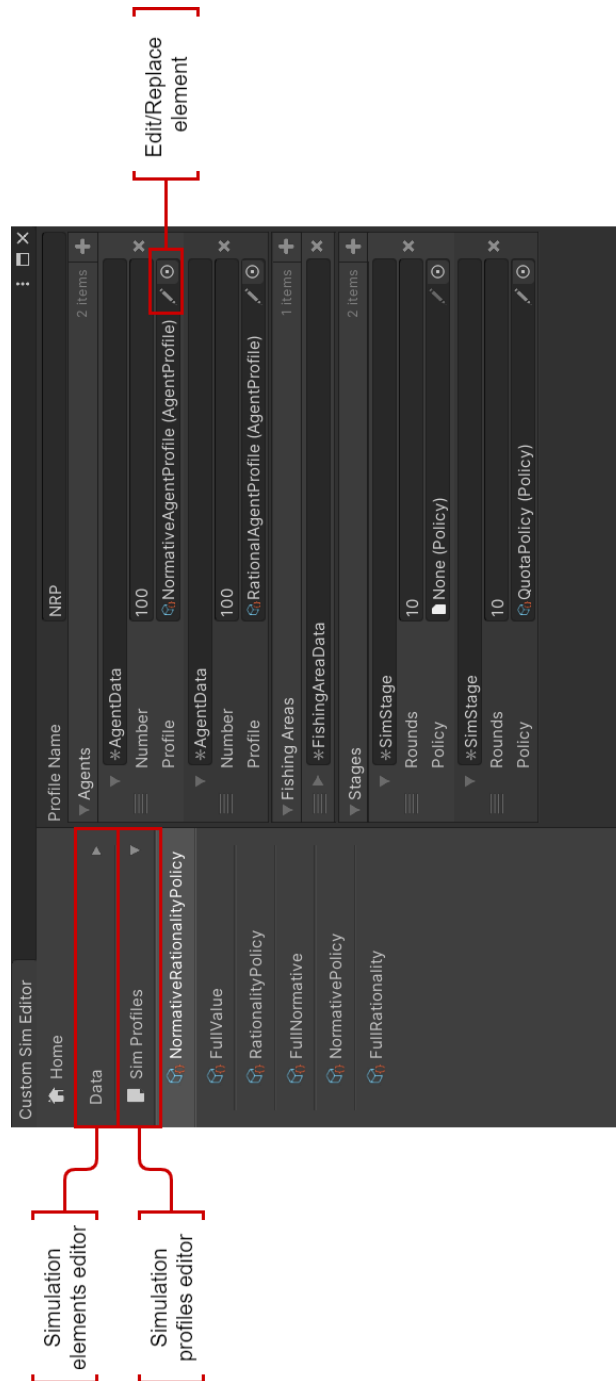 Simulation
elements editor
Simulation
profiles editor
Edit/Replace
element
Custom Sim Editor
Home
Data
Sim Profiles
NormativeRationalityPolicy
FullValue
RationalityPolicy
FullNormative
NormativePolicy
FullRationality
Profile Name NRP
Agents 2 items
*AgentData
Number 100
Profile NormativeAgentProfile (AgentProfile)
*AgentData
Number 100
Profile RationalAgentProfile (AgentProfile)
Fishing Areas 1 items
*FishingAreaData
Stages 2 items
*SimStage
Rounds 10
Policy None (Policy)
*SimStage
Rounds 10
Policy QuotaPolicy (Policy)